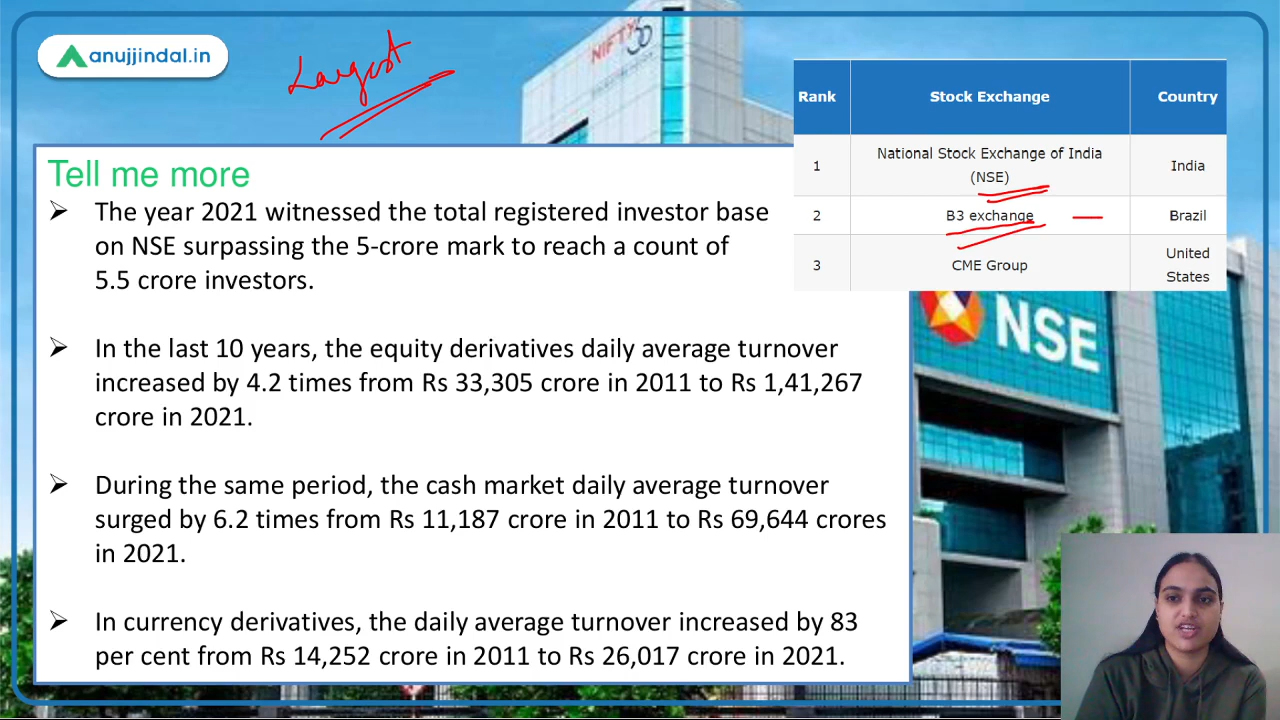 anujjindal.in
Largest
NIFTY 50
Rank Stock Exchange Country
1 National Stock Exchange of India (NSE) India
2 B3 exchange Brazil
3 CME Group United States
Tell me more
➢ The year 2021 witnessed the total registered investor base
on NSE surpassing the 5-crore mark to reach a count of
5.5 crore investors.
➢ In the last 10 years, the equity derivatives daily average turnover
increased by 4.2 times from Rs 33,305 crore in 2011 to Rs 1,41,267
crore in 2021.
➢ During the same period, the cash market daily average turnover
surged by 6.2 times from Rs 11,187 crore in 2011 to Rs 69,644 crores
in 2021.
➢ In currency derivatives, the daily average turnover increased by 83
per cent from Rs 14,252 crore in 2011 to Rs 26,017 crore in 2021.
NSE